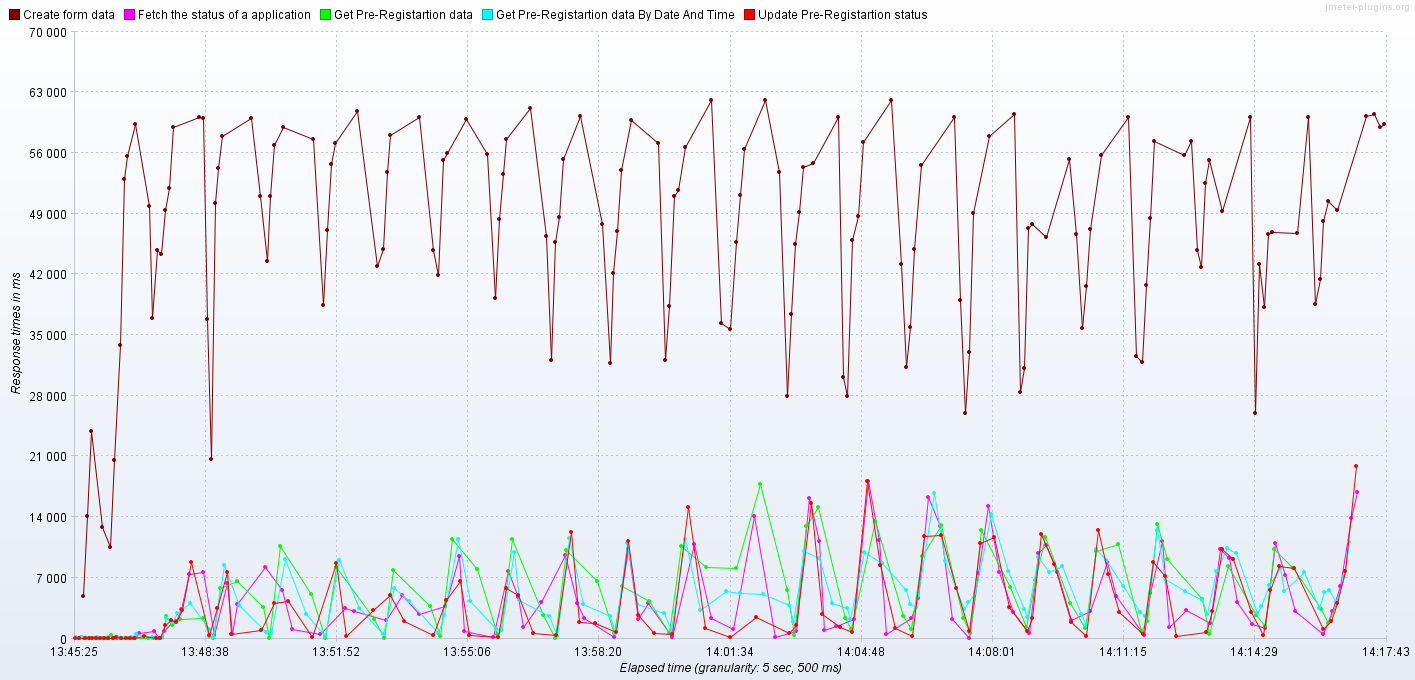 Create form data Fetch the status of a application Get Pre-Registartion data Get Pre-Registartion data By Date And Time Update Pre-Registartion status
jmeter-plugins.org
70 000
63 000
56 000
49 000
42 000
35 000
28 000
21 000
14 000
7 000
0
Response times in ms
13:45:25 13:48:38 13:51:52 13:55:06 13:58:20 14:01:34 14:04:48 14:08:01 14:11:15 14:14:29 14:17:43
Elapsed time (granularity: 5 sec, 500 ms)